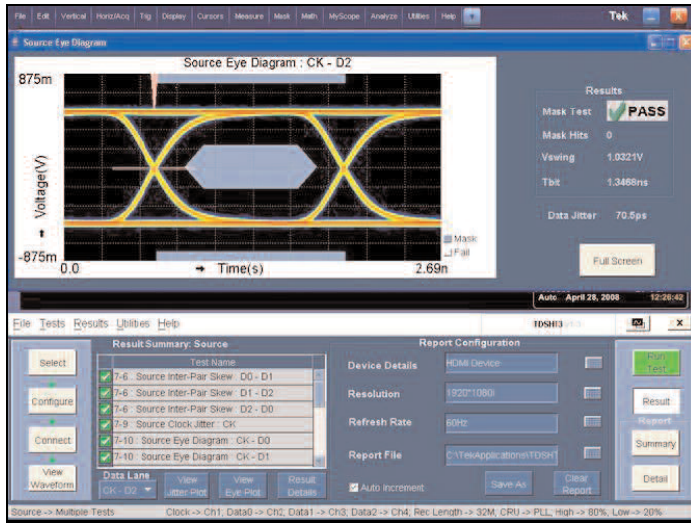 File Edit Vertical Horiz/Acq Trig Display Cursors Measure Mask Math MyScope Analyze Utilities Help Tek
Source Eye Diagram
Source Eye Diagram : CK - D2
875m
Voltage(V)
-875m
0.0
Time(s)
2.69n
Mask
Fail
Results
Mask Test PASS
Mask Hits 0
Vswing 1.0321V
Tbit 1.3468ns
Data Jitter 70.5ps
Full Screen
Auto April 28, 2008 12:26:42
File Tests Results Utilities Help TDSHT3
Select
Configure
Connect
View Waveform
Result Summary: Source
Test Name
7-6 Source Inter-Pair Skew D0 - D1
7-6 Source Inter-Pair Skew D1 - D2
7-6 Source Inter-Pair Skew D2 - D0
7-9 Source Clock Jitter : CK
7-10 : Source Eye Diagram : CK - D0
7-10 : Source Eye Diagram : CK - D1
Data Lane
CK - D2
View Jitter Plot
View Eye Plot
Result Details
Report Configuration
Device Details HDMI Device
Resolution 1920*1080i
Refresh Rate 60Hz
Report File C:\TekApplications\TDSHT
Auto Increment
Save As
Clear Report
Run Test
Result
Report
Summary
Detail
Source -> Multiple Tests Clock -> Ch1, Data0 -> Ch2, Data1 -> Ch3, Data2 -> Ch4, Rec Length -> 32M, CRU -> PLL, High -> 80%, Low-> 20%